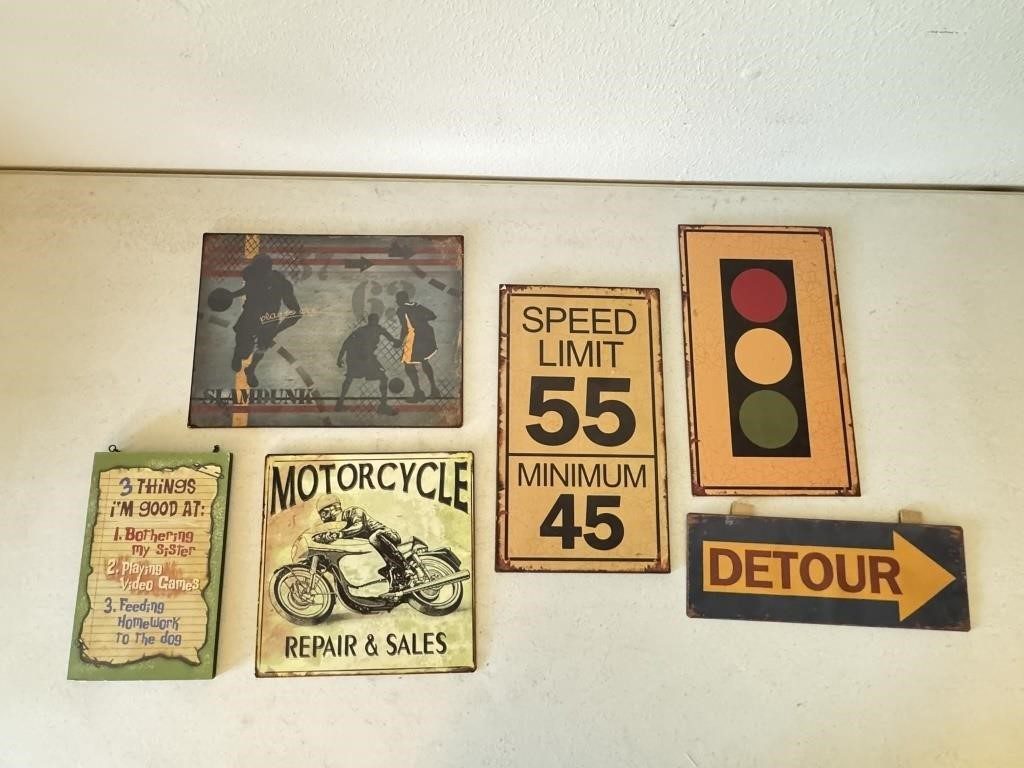 SLAMDUNK
63
SPEED
LIMIT
55
MINIMUM
45
3 THiNGS
i'M GOOD AT:
1. Bothering
my Sister
2. Playing
Video Games
3. Feeding
Homework
To The dog
MOTORCYCLE
REPAIR & SALES
DETOUR